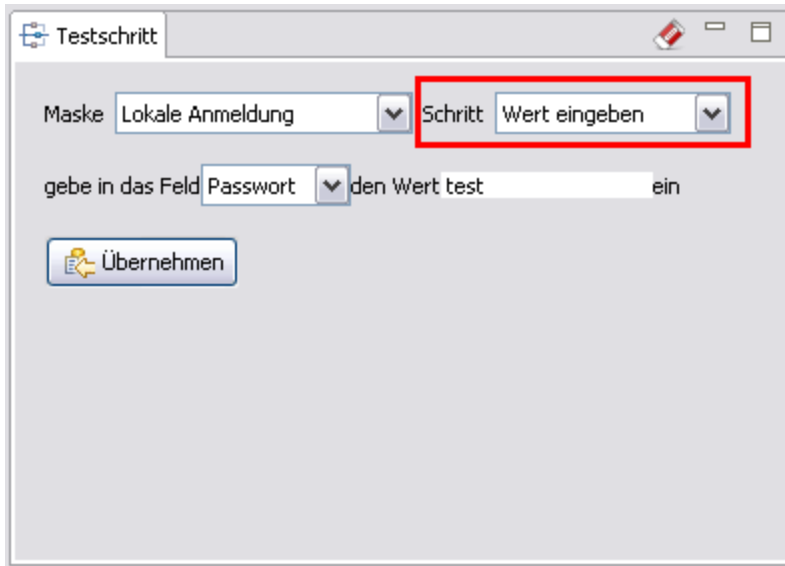 Testschritt
Maske Lokale Anmeldung Schritt Wert eingeben
gebe in das Feld Passwort den Wert test ein
Übernehmen